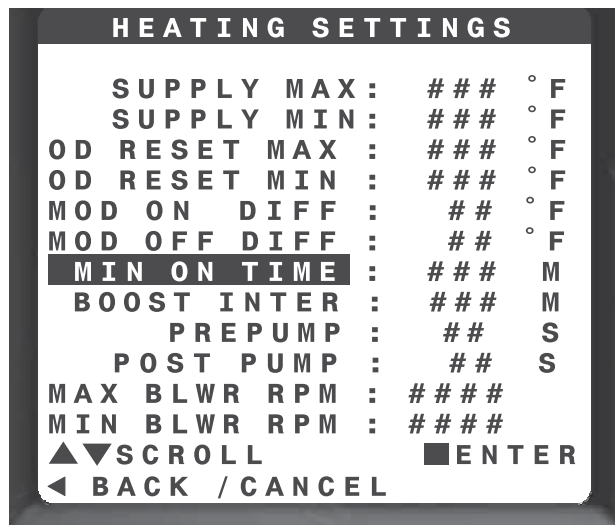 HEATING SETTINGS
SUPPLY MAX: ### °F
SUPPLY MIN: ### °F
OD RESET MAX : ### °F
OD RESET MIN : ### °F
MOD ON DIFF : ## °F
MOD OFF DIFF : ## °F
MIN ON TIME : ### M
BOOST INTER : ### M
PREPUMP : ## S
POST PUMP : ## S
MAX BLWR RPM : ####
MIN BLWR RPM : ####
▲▼SCROLL ■ENTER
◀ BACK /CANCEL